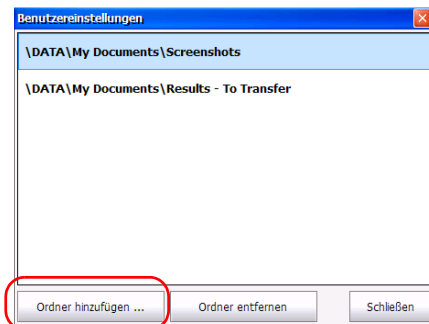 Benutzereinstellungen
\DATA\My Documents\Screenshots
\DATA\My Documents\Results - To Transfer
Ordner hinzufügen ... Ordner entfernen Schließen